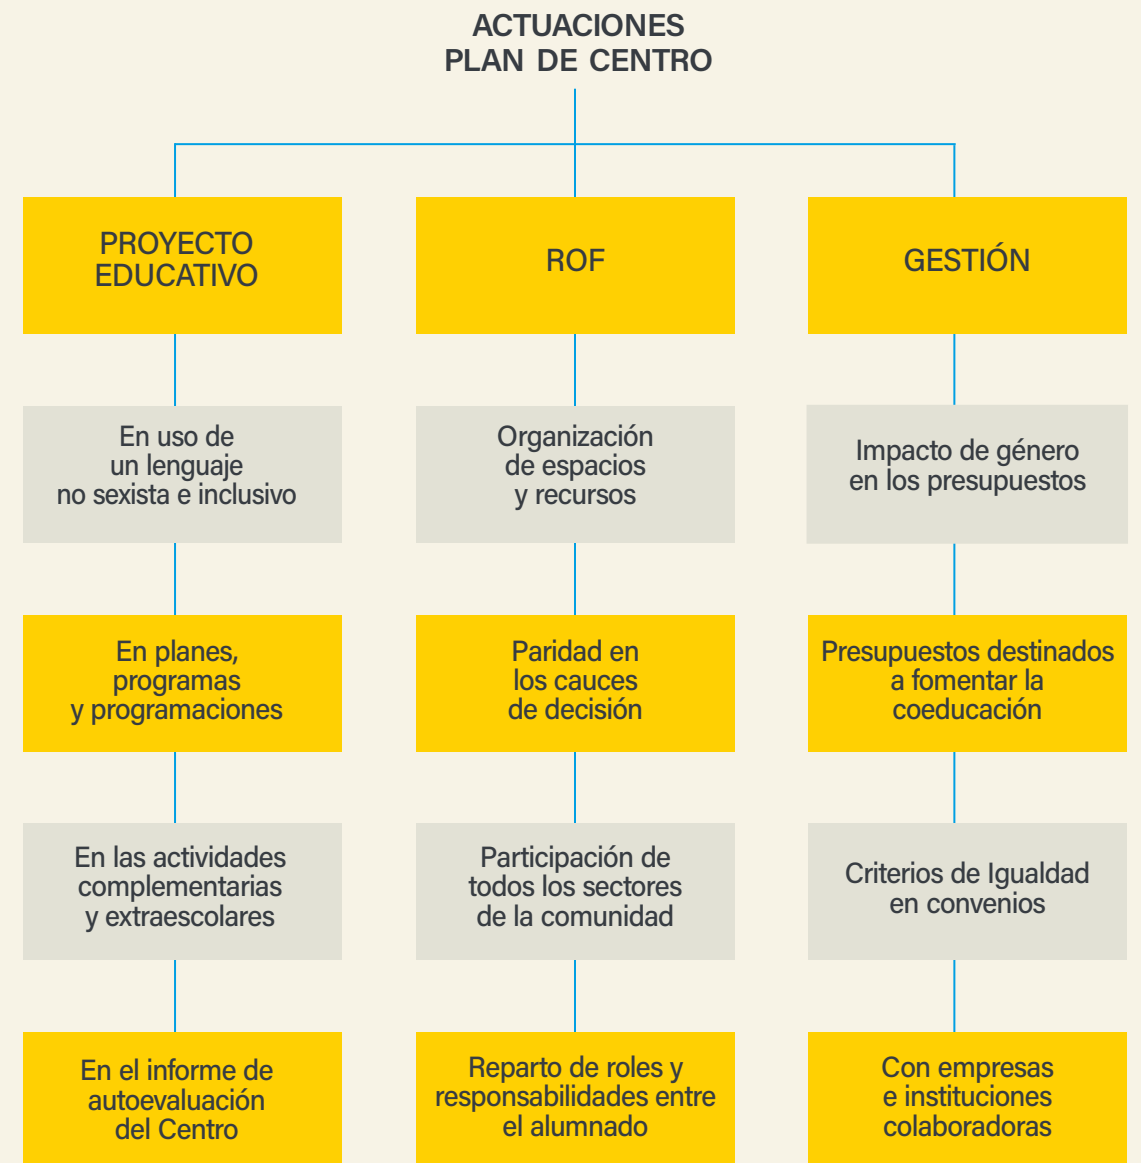 ACTUACIONES
PLAN DE CENTRO
PROYECTO
EDUCATIVO
ROF
GESTIÓN
En uso de
un lenguaje
no sexista e inclusivo
Organización
de espacios
y recursos
Impacto de género
en los presupuestos
En planes,
programas
y programaciones
Paridad en
los cauces
de decisión
Presupuestos destinados
a fomentar la
coeducación
En las actividades
complementarias
y extraescolares
Participación de
todos los sectores
de la comunidad
Criterios de Igualdad
en convenios
En el informe de
autoevaluación
del Centro
Reparto de roles y
responsabilidades entre
el alumnado
Con empresas
e instituciones
colaboradoras